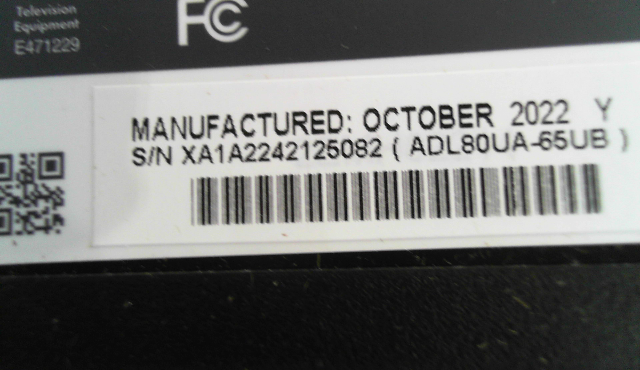 Television
Equipment
E471229
FC
MANUFACTURED: OCTOBER 2022 Y
S/N XA1A2242125082 ( ADL80UA-65UB )